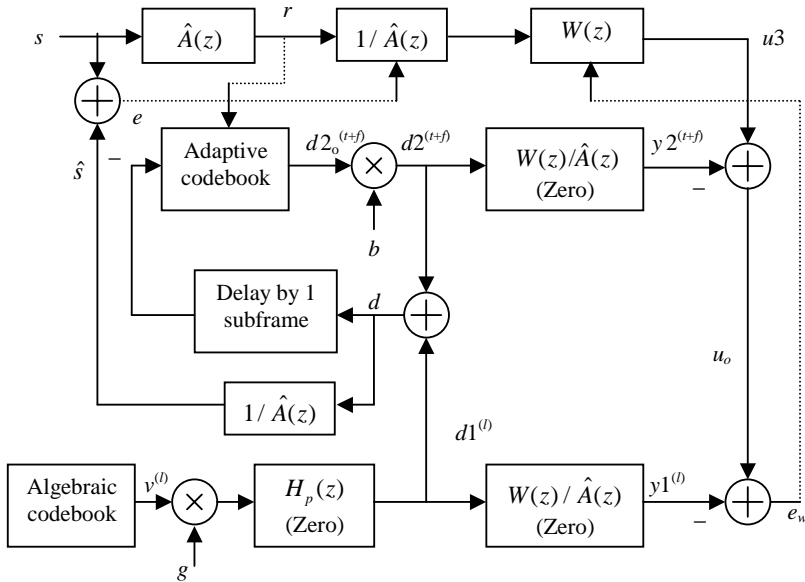 s
Â(z)
r
1/ Â(z)
W(z)
u3
e
ŝ
−
Adaptive
codebook
d2ₒ⁽ᵗ⁺ᶠ⁾
×
d2⁽ᵗ⁺ᶠ⁾
W(z)/Â(z)
(Zero)
y2⁽ᵗ⁺ᶠ⁾
−
b
Delay by 1
subframe
d
uₒ
1/ Â(z)
d1⁽ˡ⁾
Algebraic
codebook
v⁽ˡ⁾
×
Hₚ(z)
(Zero)
W(z) / Â(z)
(Zero)
y1⁽ˡ⁾
−
e_w
g